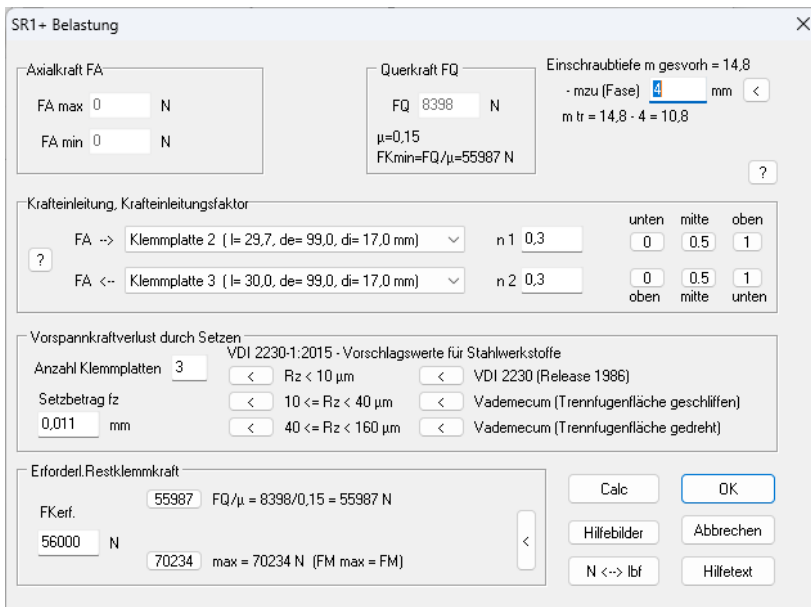 SR1+ Belastung
Axialkraft FA
FA max 0 N
FA min 0 N
Querkraft FQ
FQ 8398 N
µ=0,15
FKmin=FQ/µ=55987 N
Einschraubtiefe m gesvorh = 14,8
- mzu (Fase) 4 mm <
m tr = 14,8 - 4 = 10,8
?
Krafteinleitung, Krafteinleitungsfaktor
unten mitte oben
FA --> Klemmplatte 2 ( l= 29,7, de= 99,0, di= 17,0 mm) n 1 0,3 0 0.5 1
?
FA <-- Klemmplatte 3 ( l= 30,0, de= 99,0, di= 17,0 mm) n 2 0,3 0 0.5 1
oben mitte unten
Vorspannkraftverlust durch Setzen
VDI 2230-1:2015 - Vorschlagswerte für Stahlwerkstoffe
Anzahl Klemmplatten 3
< Rz < 10 µm < VDI 2230 (Release 1986)
Setzbetrag fz
< 10 <= Rz < 40 µm < Vademecum (Trennfugenfläche geschliffen)
0,011 mm
< 40 <= Rz < 160 µm < Vademecum (Trennfugenfläche gedreht)
Erforderl.Restklemmkraft
55987 FQ/µ = 8398/0,15 = 55987 N
FKerf.
56000 N
<
70234 max = 70234 N (FM max = FM)
Calc OK
Hilfebilder Abbrechen
N <--> lbf Hilfetext